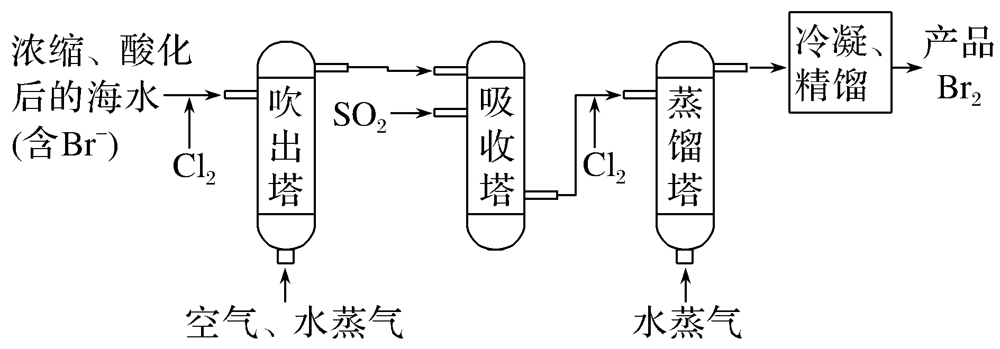 浓缩、酸化
后的海水
(含Br⁻)
Cl₂
吹出塔
空气、水蒸气
SO₂
吸收塔
Cl₂
蒸馏塔
水蒸气
冷凝、
精馏
产品
Br₂